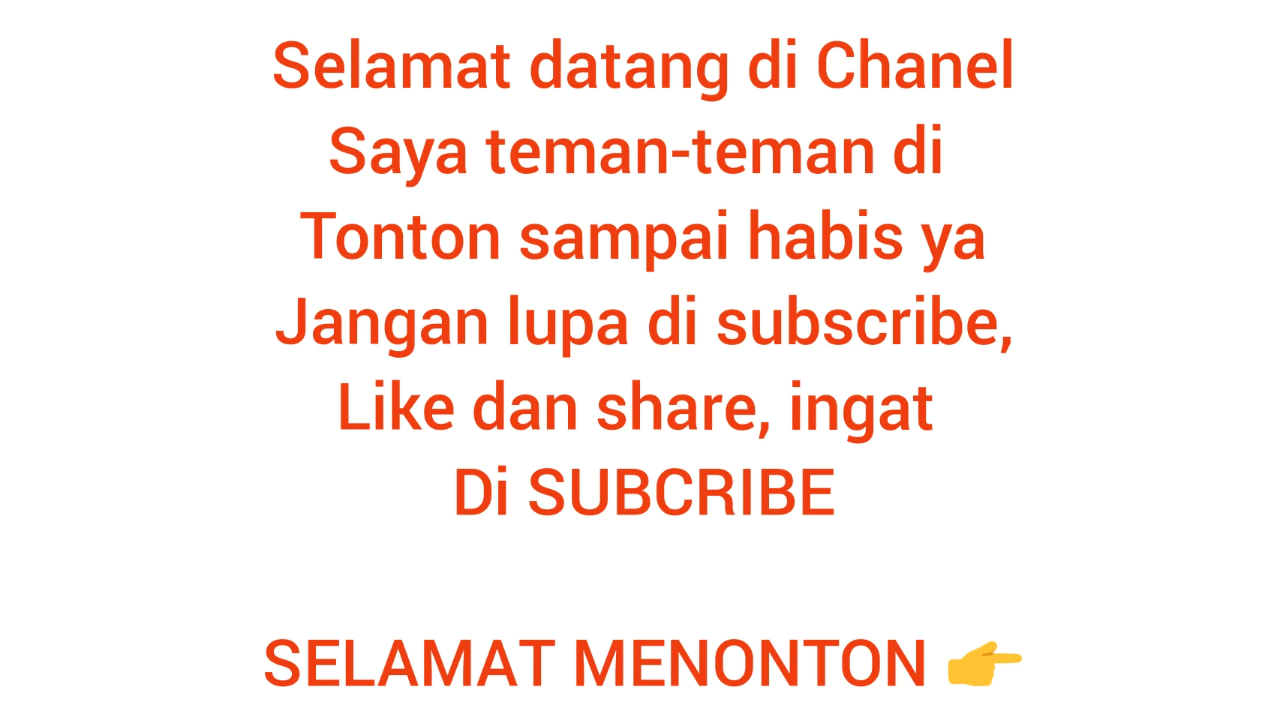 Selamat datang di Chanel
Saya teman-teman di
Tonton sampai habis ya
Jangan lupa di subscribe,
Like dan share, ingat
Di SUBCRIBE
SELAMAT MENONTON 👉